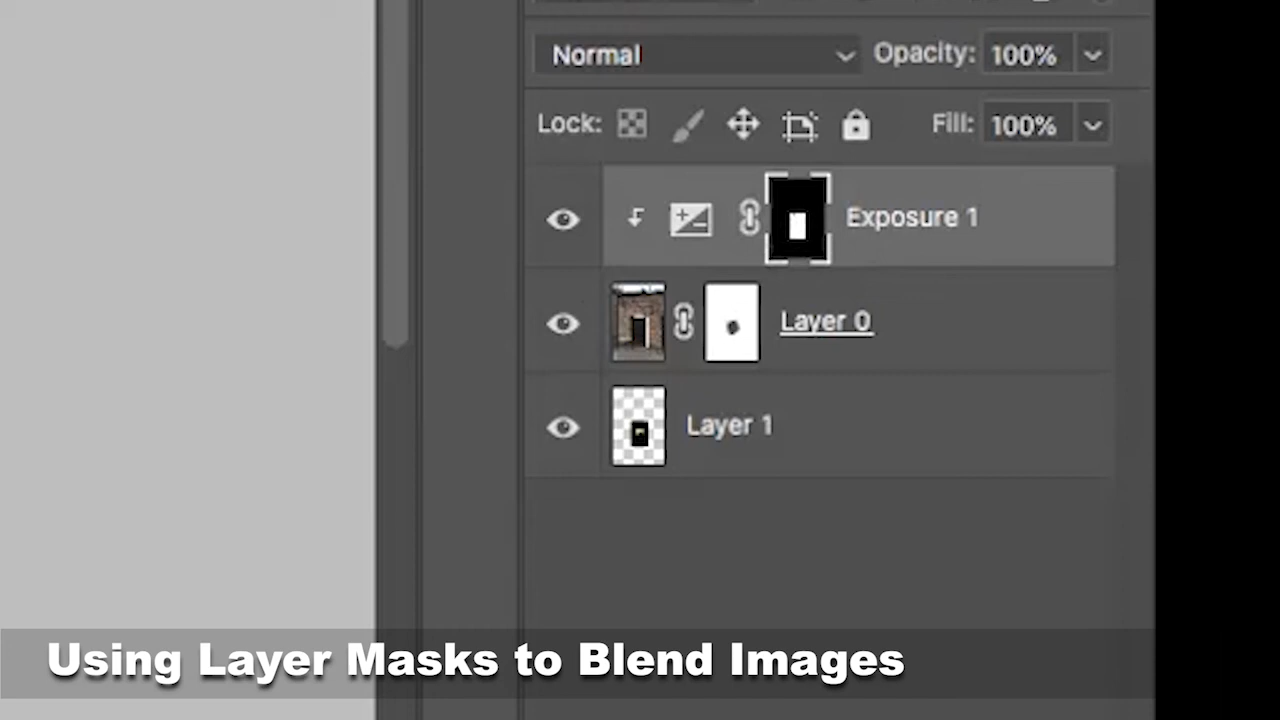 Normal Opacity: 100%
Lock: Fill: 100%
Exposure 1
Layer 0
Layer 1
Using Layer Masks to Blend Images